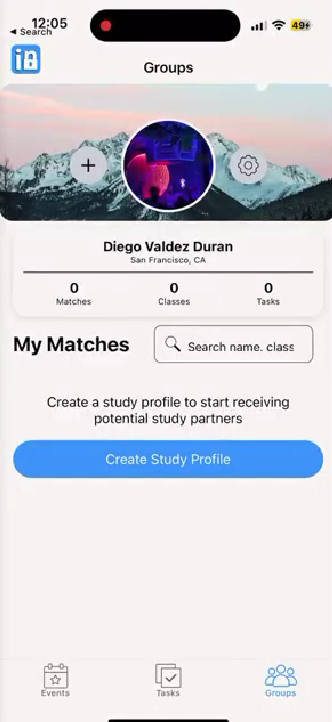 12:05
◄ Search
49
Groups
Diego Valdez Duran
San Francisco, CA
0
Matches
0
Classes
0
Tasks
My Matches
Search name. class
Create a study profile to start receiving
potential study partners
Create Study Profile
Events
Tasks
Groups